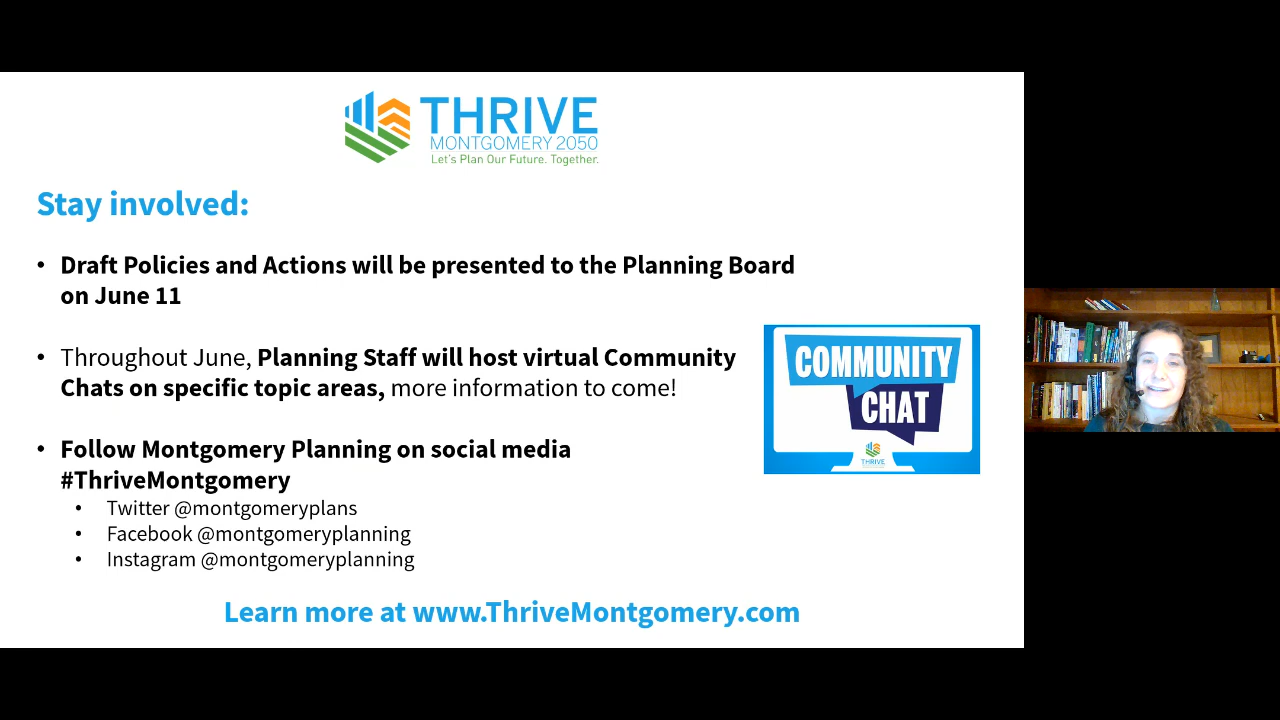 THRIVE
MONTGOMERY 2050
Let's Plan Our Future. Together.
Stay involved:
• Draft Policies and Actions will be presented to the Planning Board
on June 11
• Throughout June, Planning Staff will host virtual Community
Chats on specific topic areas, more information to come!
COMMUNITY
CHAT
THRIVE
• Follow Montgomery Planning on social media
#ThriveMontgomery
• Twitter @montgomeryplans
• Facebook @montgomeryplanning
• Instagram @montgomeryplanning
Learn more at www.ThriveMontgomery.com